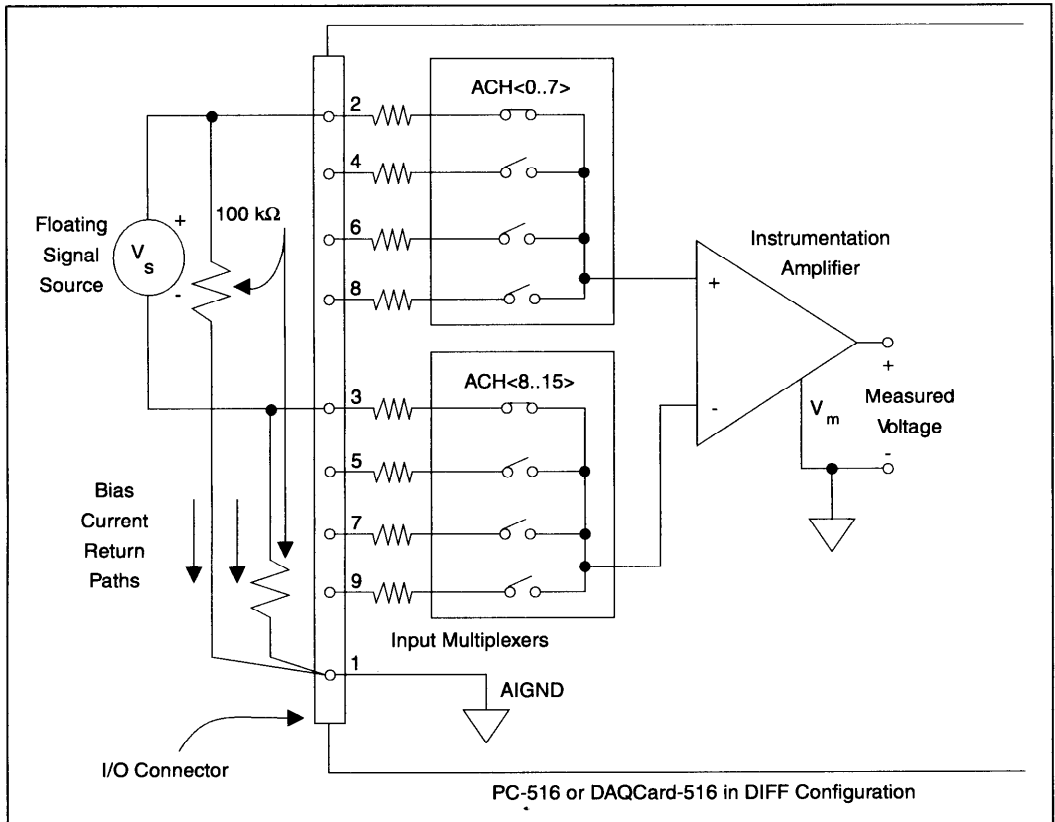 ACH<0..7>
2
4
6
8
Floating
Signal
Source
+
V
s
-
100 kΩ
Instrumentation
Amplifier
+
-
+
Measured
Voltage
-
V
m
ACH<8..15>
3
5
7
9
Bias
Current
Return
Paths
Input Multiplexers
1
AIGND
I/O Connector
PC-516 or DAQCard-516 in DIFF Configuration